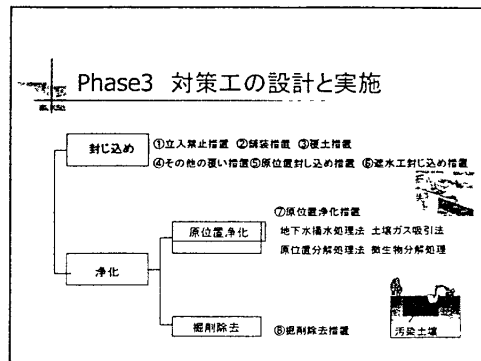 Phase3 対策工の設計と実施
封じ込め
①立入禁止措置 ②舗装措置 ③覆土措置
④その他の覆い措置⑤原位置封じ込め措置 ⑥遮水工封じ込め措置
⑦原位置浄化措置
原位置浄化
地下水揚水処理法 土壌ガス吸引法
原位置分解処理法 微生物分解処理
浄化
掘削除去
⑧掘削除去措置
汚染土壌